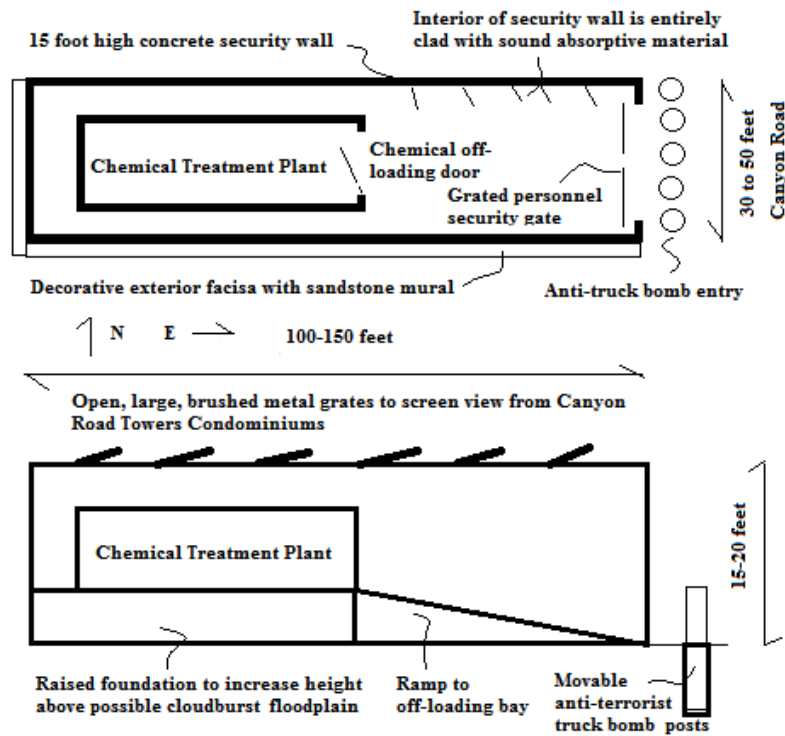 Interior of security wall is entirely
clad with sound absorptive material
15 foot high concrete security wall
Chemical Treatment Plant
Chemical off-
loading door
Grated personnel
security gate
30 to 50 feet
Canyon Road
Decorative exterior facisa with sandstone mural
Anti-truck bomb entry
N E
100-150 feet
Open, large, brushed metal grates to screen view from Canyon
Road Towers Condominiums
Chemical Treatment Plant
15-20 feet
Raised foundation to increase height
above possible cloudburst floodplain
Ramp to
off-loading bay
Movable
anti-terrorist
truck bomb posts